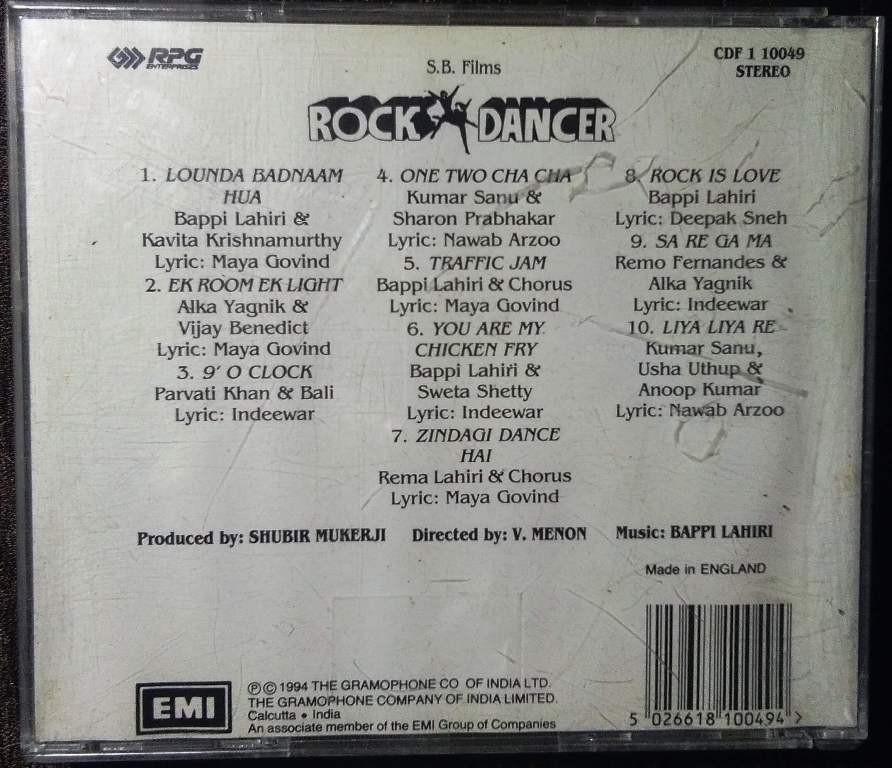 RPG
ENTERPRISES
CDF 1 10049
STEREO
S.B. Films
ROCK DANCER
1. LOUNDA BADNAAM
HUA
Bappi Lahiri &
Kavita Krishnamurthy
Lyric: Maya Govind
2. EK ROOM EK LIGHT
Alka Yagnik &
Vijay Benedict
Lyric: Maya Govind
3. 9' O CLOCK
Parvati Khan & Bali
Lyric: Indeewar
4. ONE TWO CHA CHA
Kumar Sanu &
Sharon Prabhakar
Lyric: Nawab Arzoo
5. TRAFFIC JAM
Bappi Lahiri & Chorus
Lyric: Maya Govind
6. YOU ARE MY
CHICKEN FRY
Bappi Lahiri &
Sweta Shetty
Lyric: Indeewar
7. ZINDAGI DANCE
HAI
Rema Lahiri & Chorus
Lyric: Maya Govind
8. ROCK IS LOVE
Bappi Lahiri
Lyric: Deepak Sneh
9. SA RE GA MA
Remo Fernandes &
Alka Yagnik
Lyric: Indeewar
10. LIYA LIYA RE
Kumar Sanu,
Usha Uthup &
Anoop Kumar
Lyric: Nawab Arzoo
Produced by: SHUBIR MUKERJI Directed by: V. MENON Music: BAPPI LAHIRI
Made in ENGLAND
EMI
Ⓟ © 1994 THE GRAMOPHONE CO OF INDIA LTD.
THE GRAMOPHONE COMPANY OF INDIA LIMITED.
Calcutta • India
An associate member of the EMI Group of Companies
5 026618 100494 >